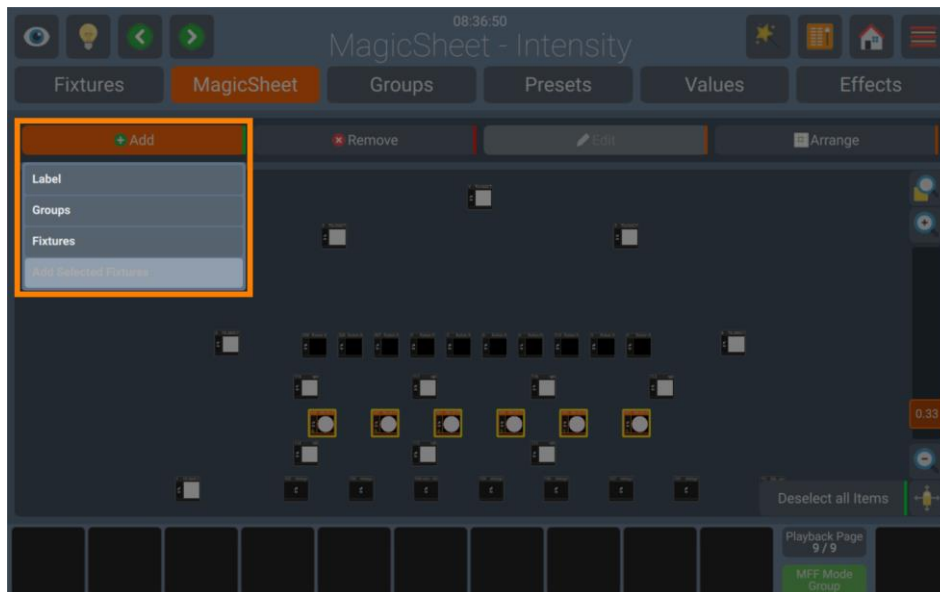 08:36:50
MagicSheet - Intensity
Fixtures MagicSheet Groups Presets Values Effects
Add Remove Edit Arrange
Label
Groups
Fixtures
Add Selected Fixtures
0.33
Deselect all Items
Playback Page
9 / 9
MFF Mode
Group